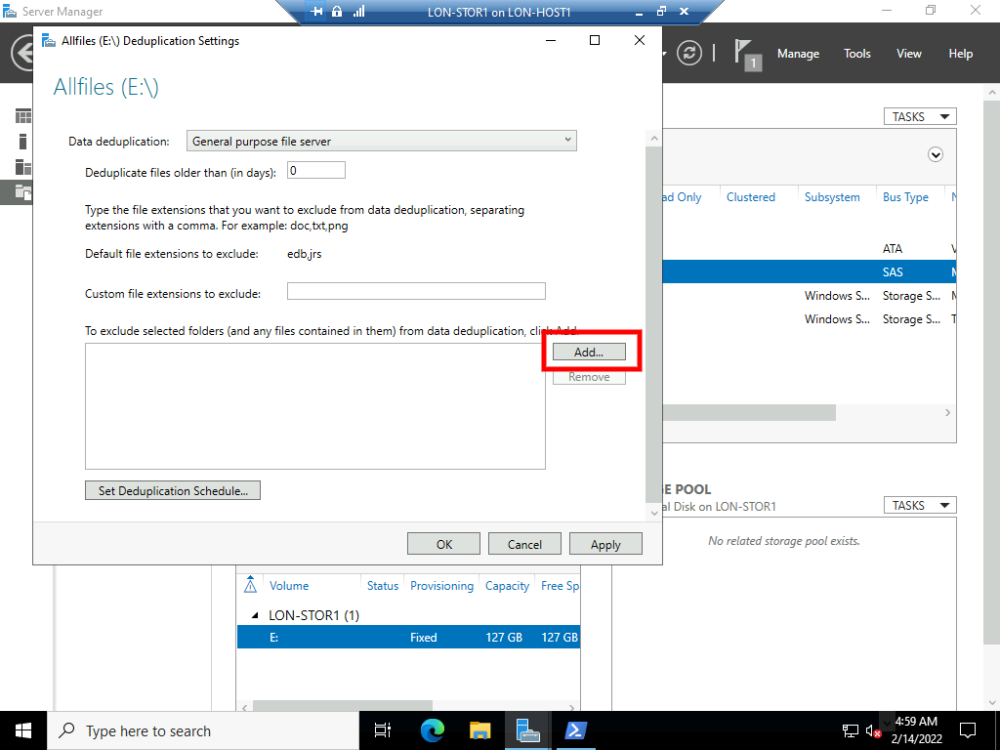 Server Manager
LON-STOR1 on LON-HOST1
Allfiles (E:\) Deduplication Settings
1
Manage
Tools
View
Help
Allfiles (E:\)
Data deduplication:
General purpose file server
Deduplicate files older than (in days):
0
Type the file extensions that you want to exclude from data deduplication, separating
extensions with a comma. For example: doc,txt,png
Default file extensions to exclude:
edb,jrs
Custom file extensions to exclude:
To exclude selected folders (and any files contained in them) from data deduplication, click Add.
Add...
Remove
Set Deduplication Schedule...
OK
Cancel
Apply
TASKS
ad Only
Clustered
Subsystem
Bus Type
ATA
SAS
Windows S...
Storage S...
Windows S...
Storage S...
POOL
al Disk on LON-STOR1
TASKS
No related storage pool exists.
Volume
Status
Provisioning
Capacity
Free Sp
LON-STOR1 (1)
E:
Fixed
127 GB
127 GB
Type here to search
4:59 AM
2/14/2022